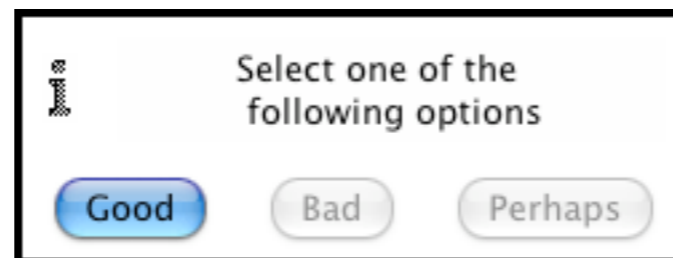 i
Select one of the
following options
Good Bad Perhaps